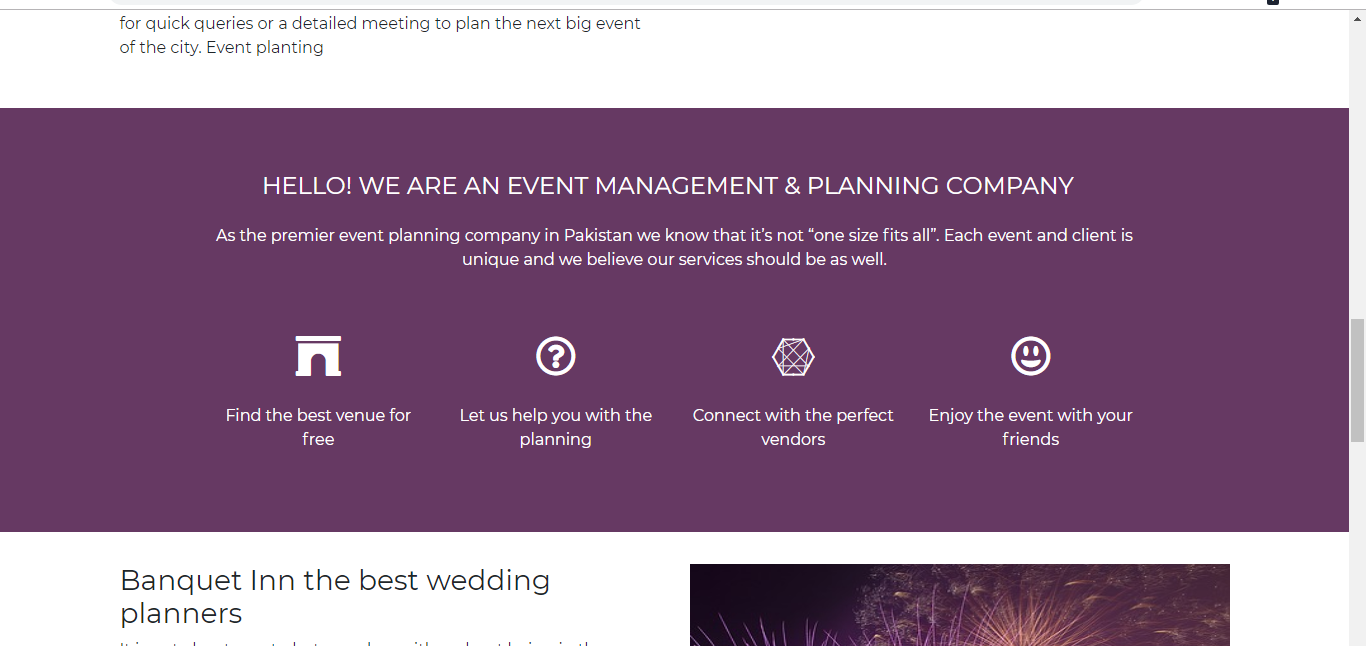 for quick queries or a detailed meeting to plan the next big event
of the city. Event planting
HELLO! WE ARE AN EVENT MANAGEMENT & PLANNING COMPANY
As the premier event planning company in Pakistan we know that it’s not “one size fits all”. Each event and client is
unique and we believe our services should be as well.
Find the best venue for
free
Let us help you with the
planning
Connect with the perfect
vendors
Enjoy the event with your
friends
Banquet Inn the best wedding
planners